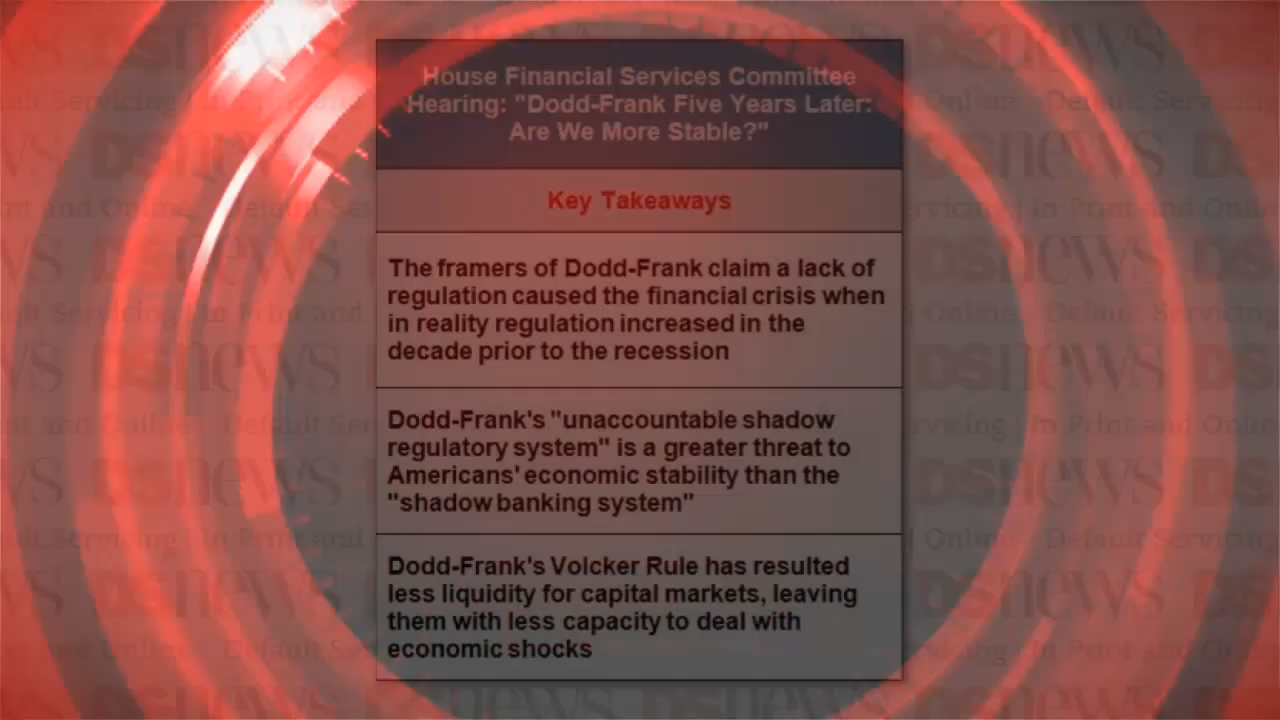 House Financial Services Committee
Hearing: "Dodd-Frank Five Years Later:
Are We More Stable?"
Key Takeaways
The framers of Dodd-Frank claim a lack of
regulation caused the financial crisis when
in reality regulation increased in the
decade prior to the recession
Dodd-Frank's "unaccountable shadow
regulatory system" is a greater threat to
Americans' economic stability than the
"shadow banking system"
Dodd-Frank's Volcker Rule has resulted
less liquidity for capital markets, leaving
them with less capacity to deal with
economic shocks